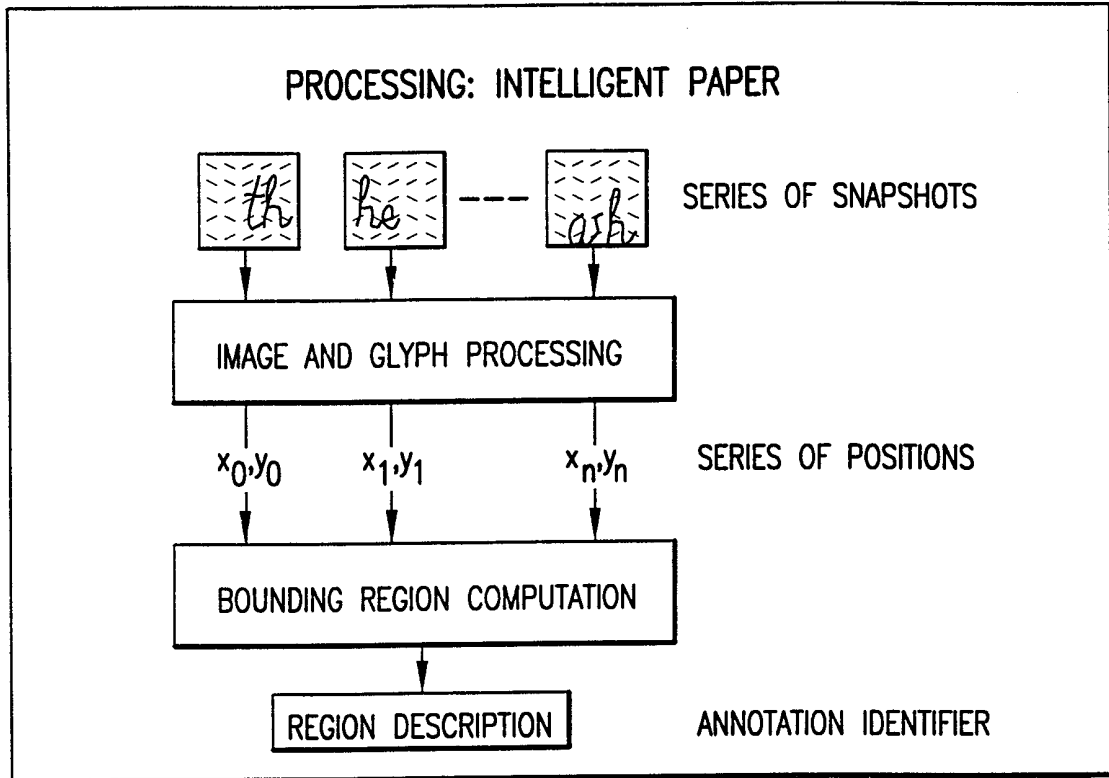 PROCESSING: INTELLIGENT PAPER
th he --- ash SERIES OF SNAPSHOTS
IMAGE AND GLYPH PROCESSING
x0,y0 x1,y1 xn,yn SERIES OF POSITIONS
BOUNDING REGION COMPUTATION
REGION DESCRIPTION ANNOTATION IDENTIFIER